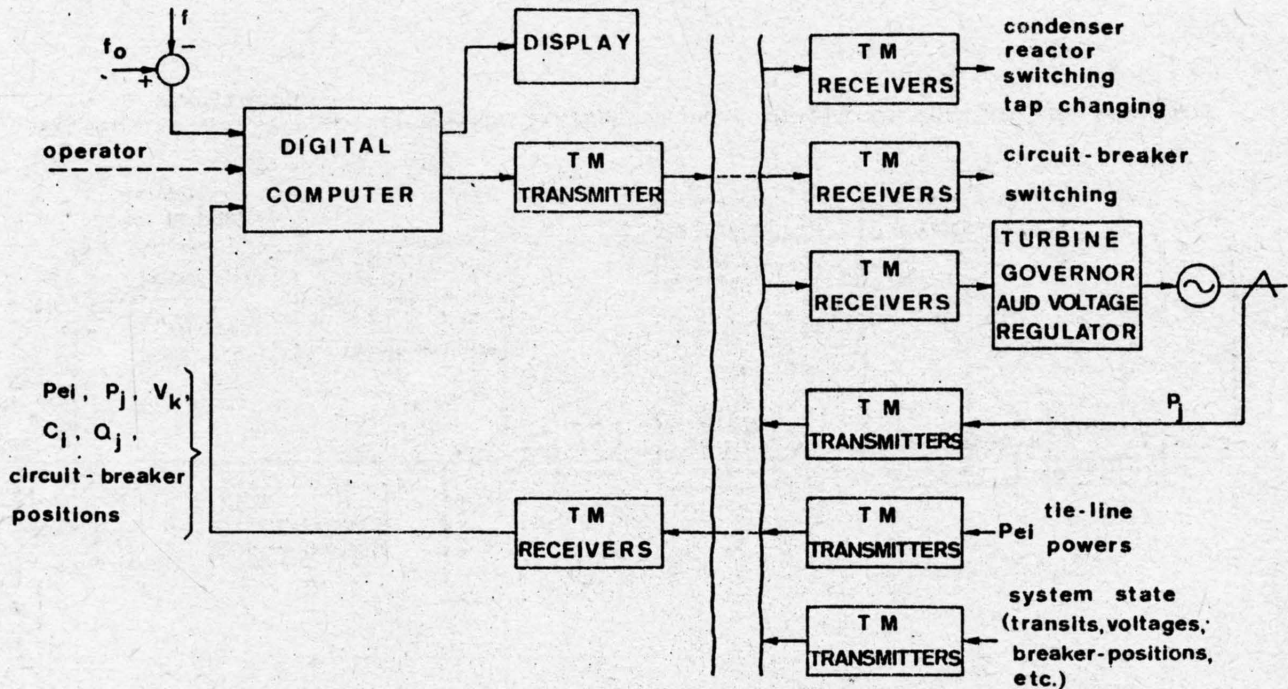 f
-
fo
+
operator
DIGITAL
COMPUTER
DISPLAY
TM
TRANSMITTER
TM
RECEIVERS
condenser
reactor
switching
tap changing
TM
RECEIVERS
circuit-breaker
switching
TM
RECEIVERS
TURBINE
GOVERNOR
AUD VOLTAGE
REGULATOR
TM
TRANSMITTERS
Pj
Pei, Pj, Vk,
Ci, Qj,
circuit-breaker
positions
TM
RECEIVERS
TM
TRANSMITTERS
Pei
tie-line
powers
TM
TRANSMITTERS
system state
(transits, voltages,
breaker-positions,
etc.)